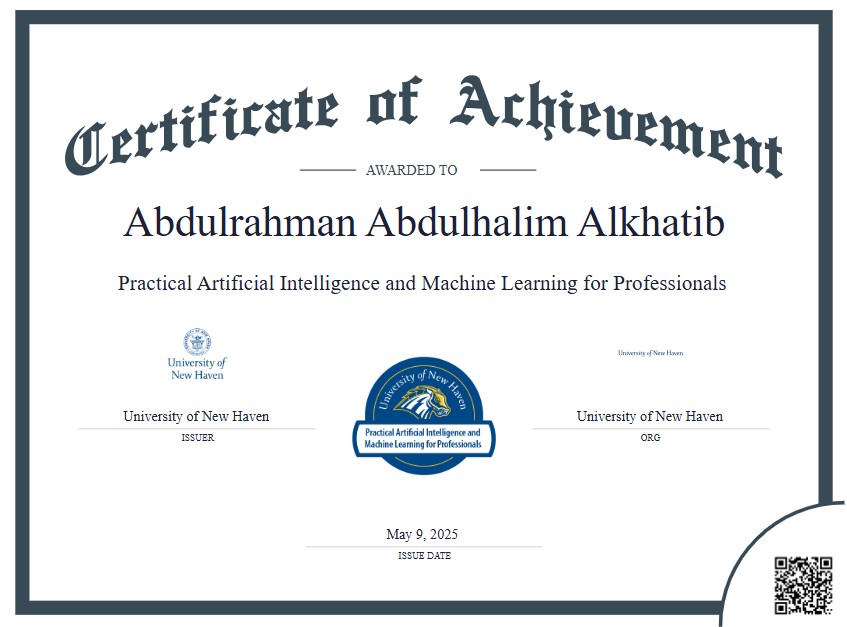 Certificate of Achievement
AWARDED TO
Abdulrahman Abdulhalim Alkhatib
Practical Artificial Intelligence and Machine Learning for Professionals
University of
New Haven
University of New Haven
University of New Haven
ISSUER
University of New Haven
Practical Artificial Intelligence and
Machine Learning for Professionals
University of New Haven
ORG
May 9, 2025
ISSUE DATE